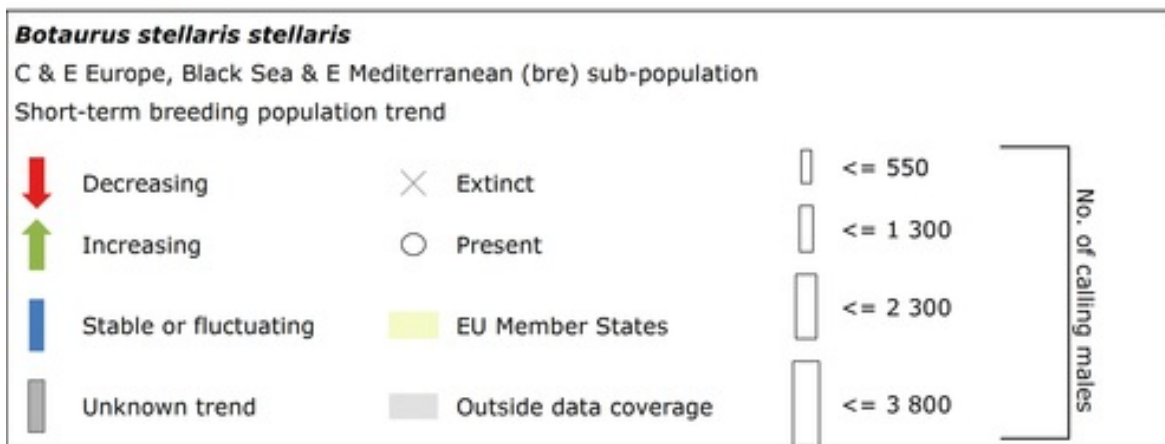 Botaurus stellaris stellaris
C & E Europe, Black Sea & E Mediterranean (bre) sub-population
Short-term breeding population trend
Decreasing
Increasing
Stable or fluctuating
Unknown trend
Extinct
Present
EU Member States
Outside data coverage
<= 550
<= 1 300
<= 2 300
<= 3 800
No. of calling males